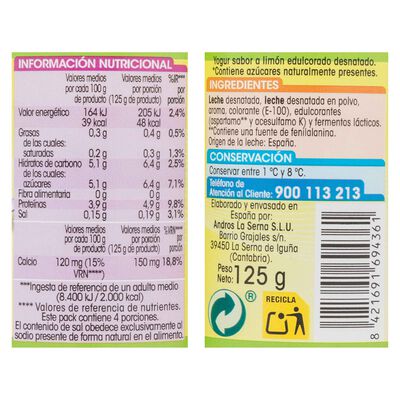 INFORMACIÓN NUTRICIONAL
Valores medios por cada 100 g de producto)
Valores medios por porción (125 g de producto)
%IR*** por porción
Valor energético 164 kJ 205 kJ 2,4%
39 kcal 48 kcal
Grasas 0,3 g 0,4 g 0,5%
de las cuales:
saturadas 0,2 g 0,3 g 1,3%
Hidratos de carbono 5,1 g 6,4 g 2,5%
de los cuales:
azúcares 5,1 g 6,4 g 7,1%
Fibra alimentaria 0 g 0 g
Proteínas 3,9 g 4,9 g 9,8%
Sal 0,15 g 0,19 g 3,1%
Valores medios por cada 100g de producto
Valores medios por porción (125 g de producto)
%VRN*** por porción
Calcio 120 mg (15% 150 mg 18,8%
VRN****)
***Ingesta de referencia de un adulto medio
(8.400 kJ / 2.000 kcal)
**** Valores de referencia de nutrientes.
Este pack contiene 4 porciones.
El contenido de sal obedece exclusivamente al
sodio presente de forma natural en el alimento.
Yogur sabor a limón edulcorado desnatado.
*Contiene azúcares naturalmente presentes.
INGREDIENTES
Leche desnatada, leche desnatada en polvo,
aroma, colorante (E-100), edulcorantes
(aspartamo** y acesulfamo K) y fermentos lácticos.
**Contiene una fuente de fenilalanina.
Origen de la leche: España.
CONSERVACIÓN
Conservar entre 1 °C y 8 °C.
Teléfono de
Atención al Cliente: 900 113 213
Elaborado y envasado en
España por:
Andros La Serna S.L.U.
Barrio Grajales s/n.
39450 La Serna de Iguña
(Cantabria).
Peso
Neto: 125 g
RECICLA
8 421691 694361